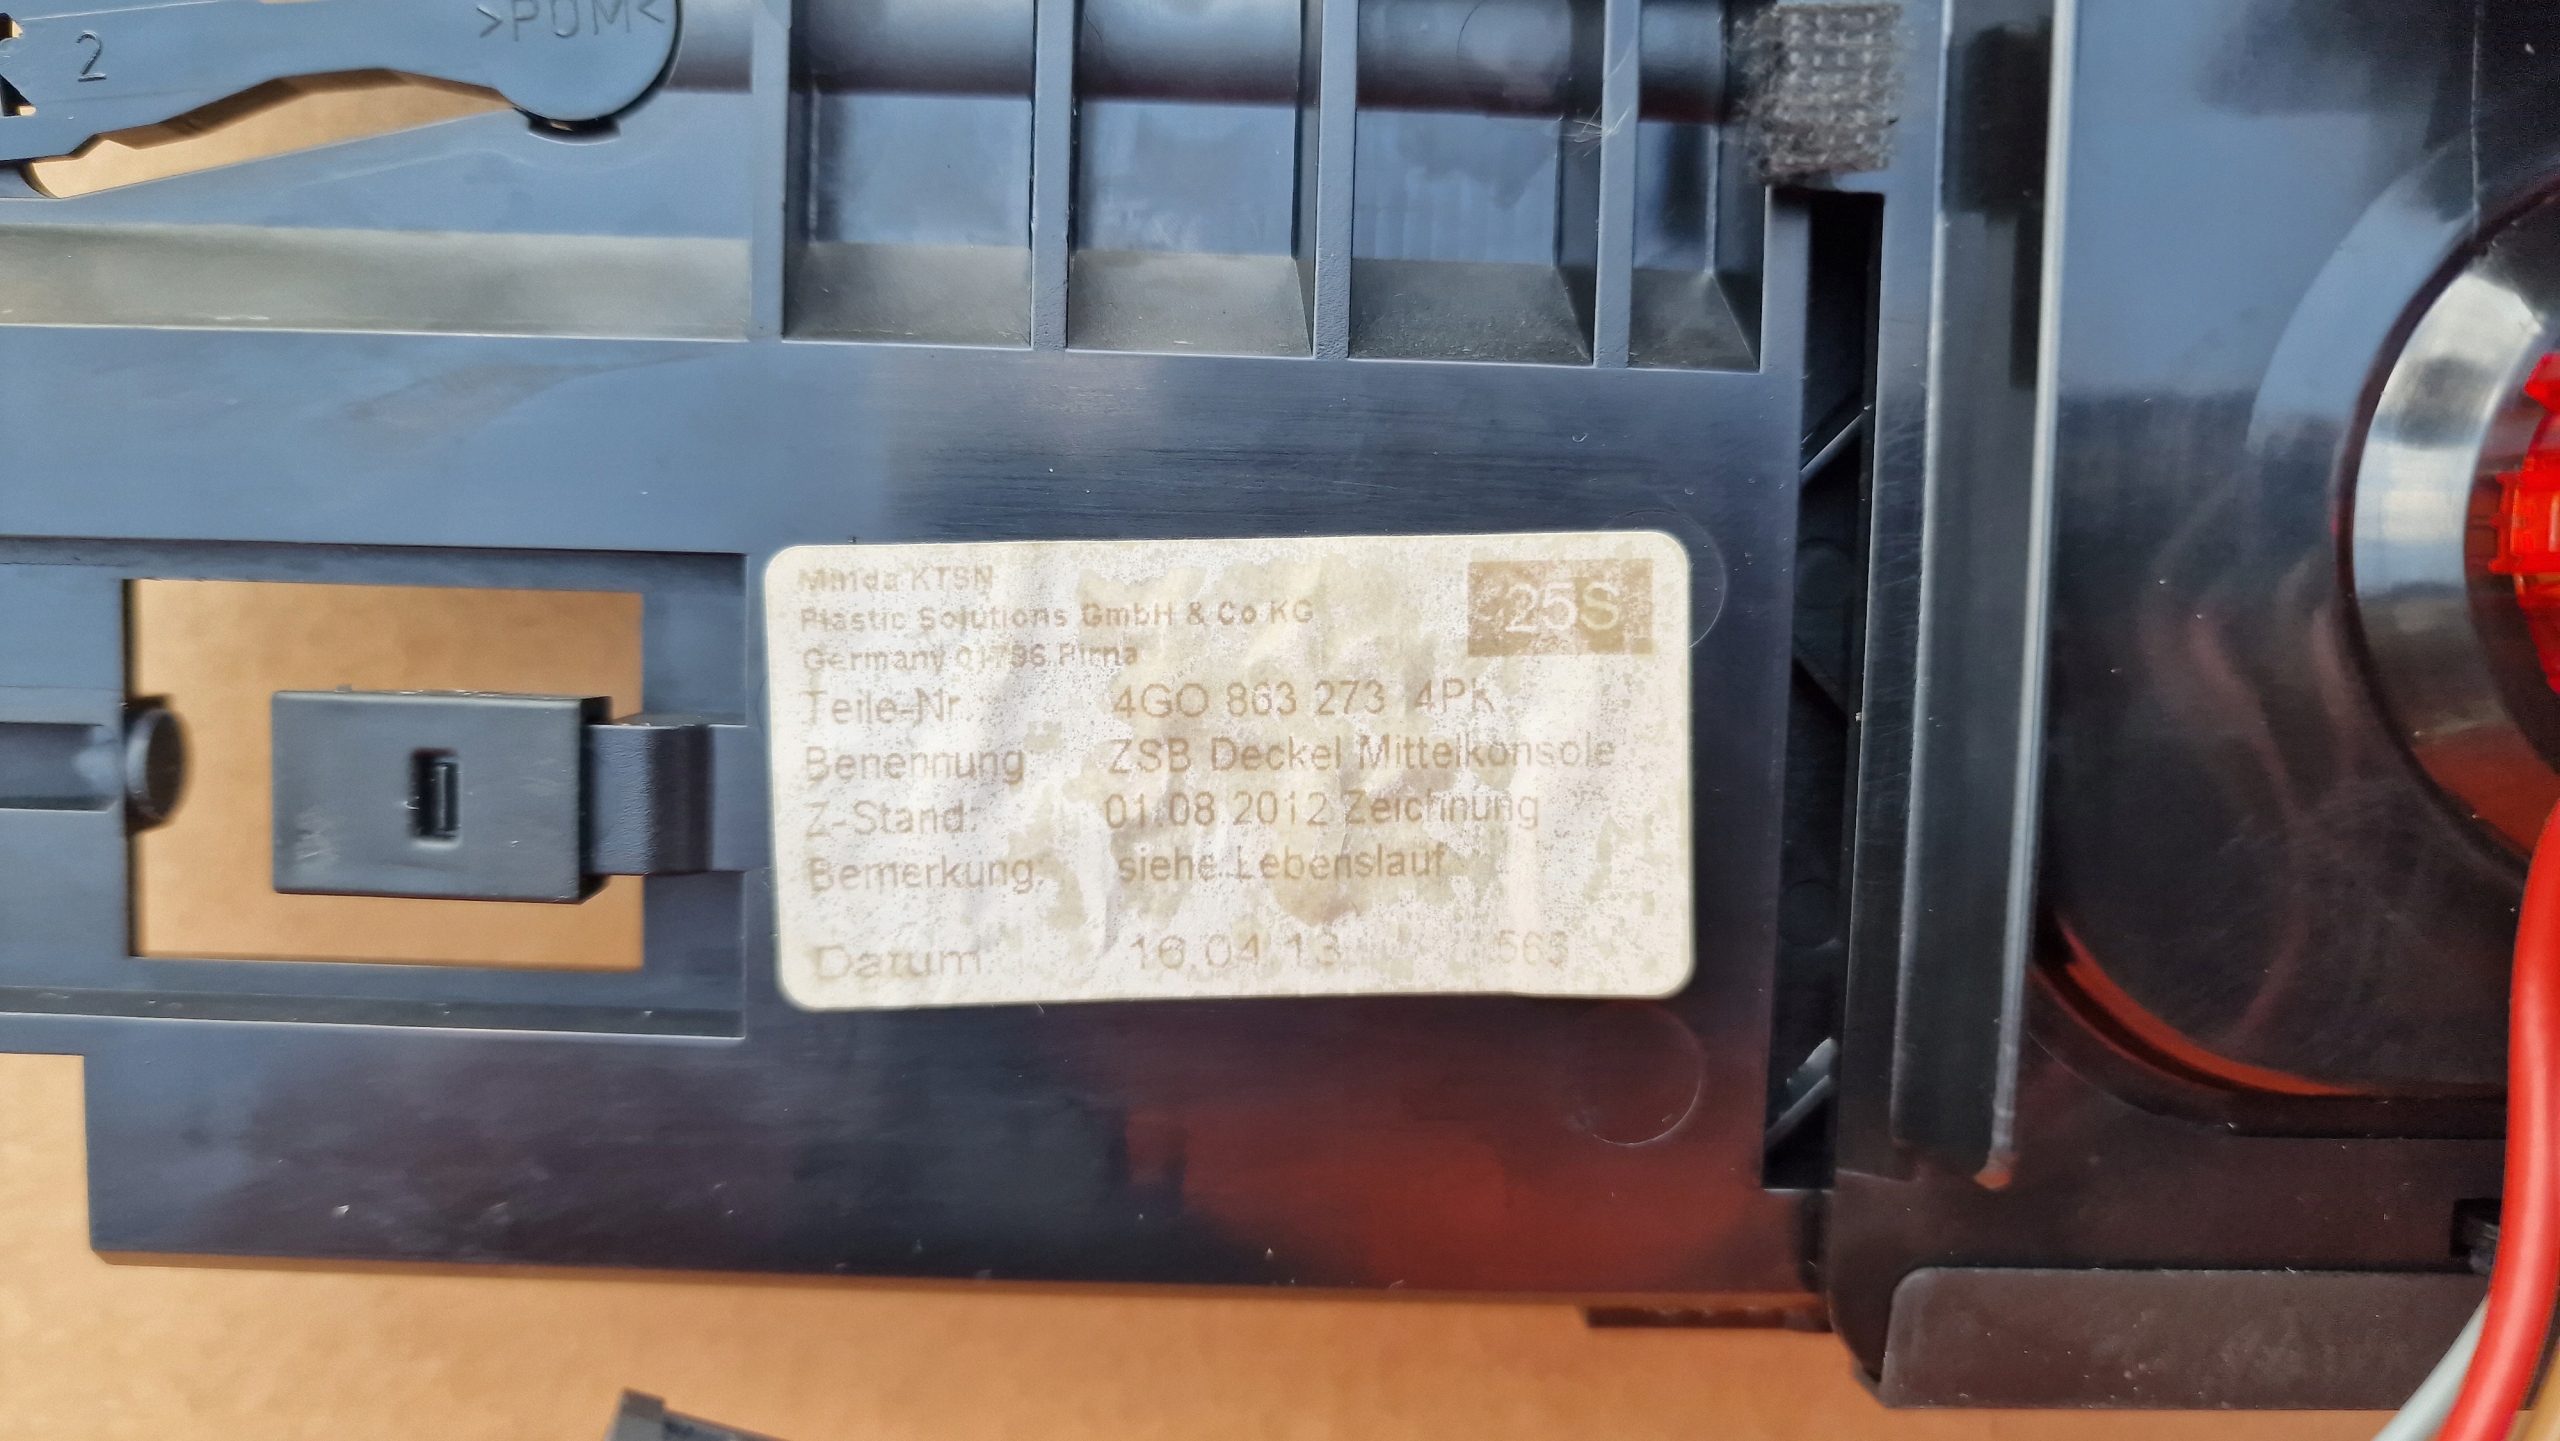 >POM<
2
Minda KTSN
Plastic Solutions GmbH & Co KG
25S
Germany 01796 Pirna
Teile-Nr. 4GO 863 273 4PK
Benennung ZSB Deckel Mittelkonsole
Z-Stand: 01.08.2012 Zeichnung
Bemerkung: siehe Lebenslauf
Datum 16.04.13 563